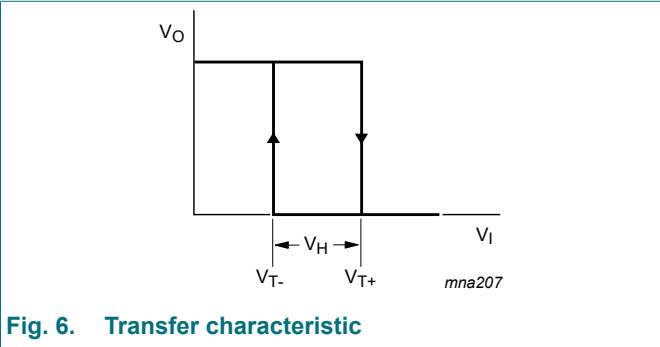 VO
VH
VI
VT-
VT+
mna207
Fig. 6. Transfer characteristic